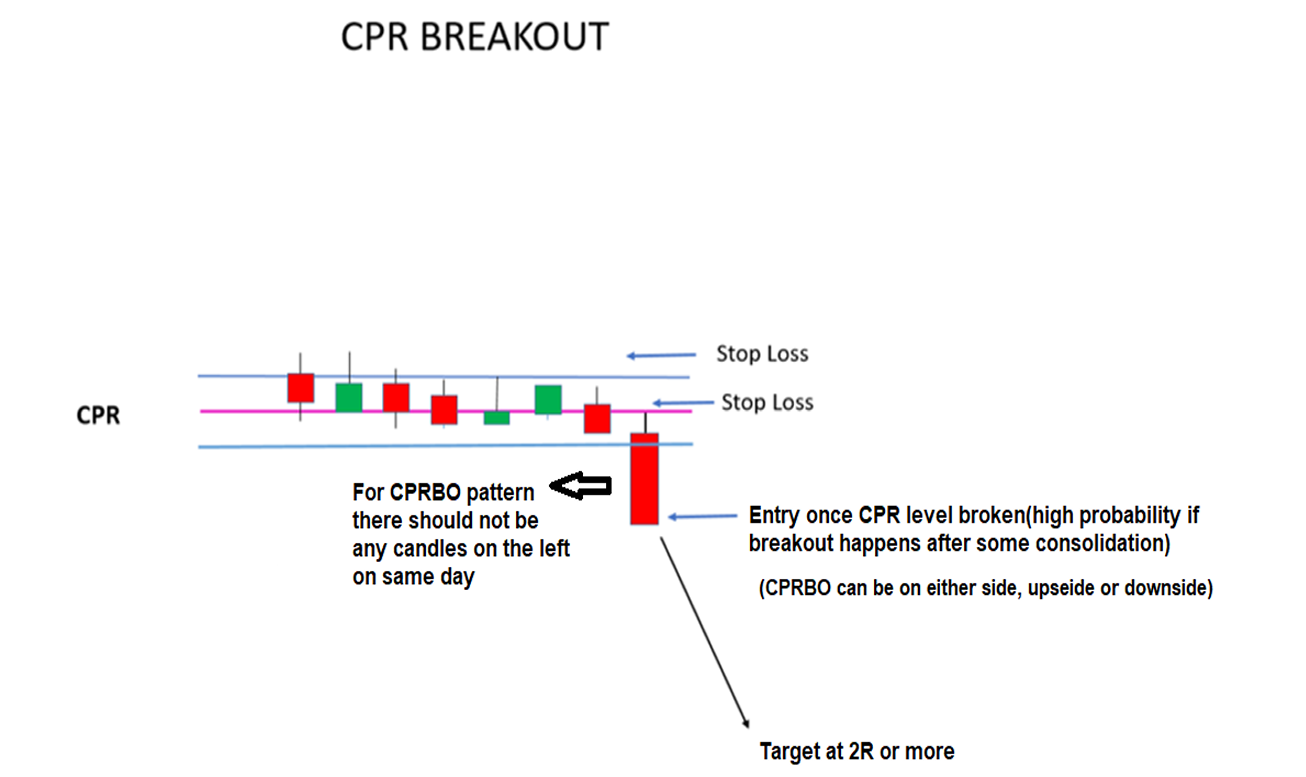 CPR BREAKOUT
Stop Loss
Stop Loss
CPR
For CPRBO pattern
there should not be
any candles on the left
on same day
Entry once CPR level broken(high probability if
breakout happens after some consolidation)
(CPRBO can be on either side, upseide or downside)
Target at 2R or more